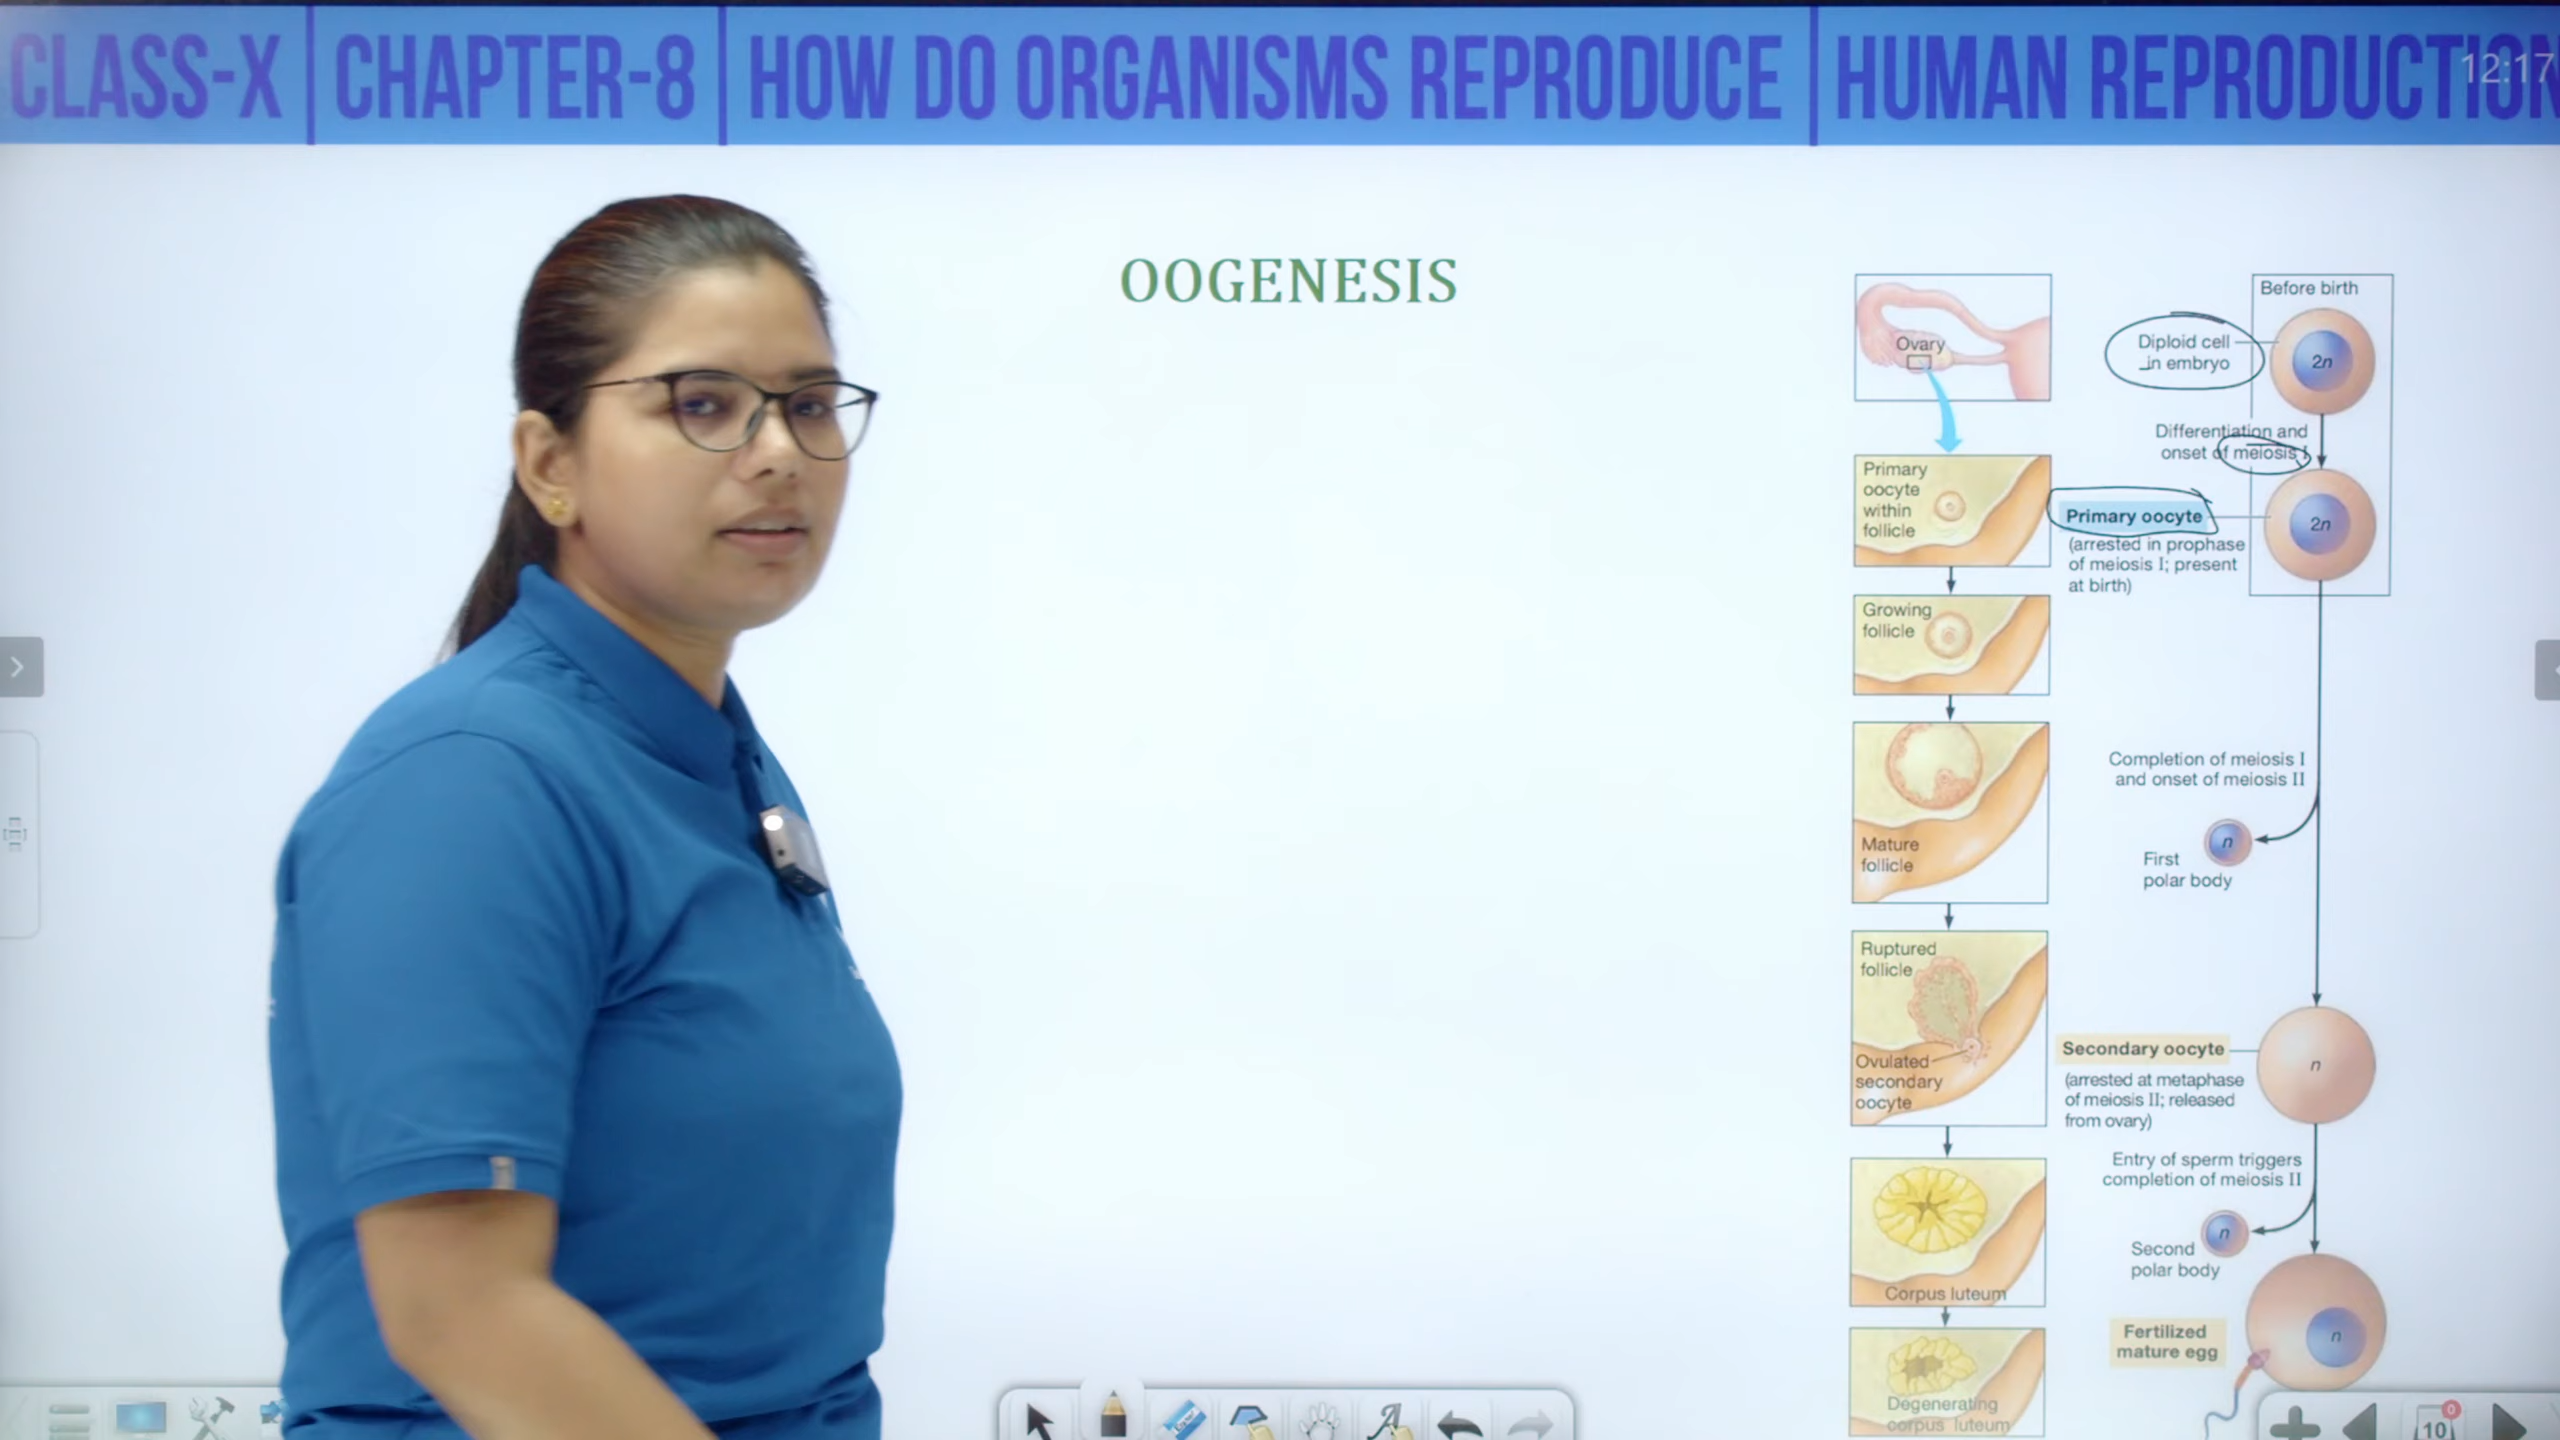 CLASS-X
CHAPTER-8
HOW DO ORGANISMS REPRODUCE
HUMAN REPRODUCTION
12:17
OOGENESIS
Ovary
Primary
oocyte
within
follicle
Growing
follicle
Mature
follicle
Ruptured
follicle
Ovulated
secondary
oocyte
Corpus luteum
Degenerating
corpus luteum
Before birth
Diploid cell
in embryo
2n
Differentiation and
onset of meiosis I
Primary oocyte
(arrested in prophase
of meiosis I; present
at birth)
2n
Completion of meiosis I
and onset of meiosis II
n
First
polar body
Secondary oocyte
(arrested at metaphase
of meiosis II; released
from ovary)
n
Entry of sperm triggers
completion of meiosis II
n
Second
polar body
Fertilized
mature egg
n
10
0